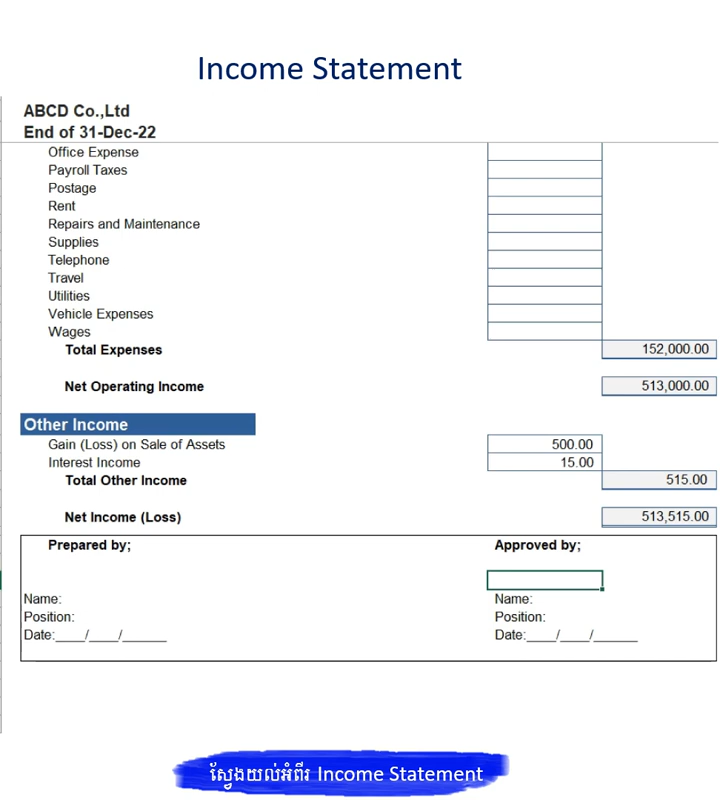 Income Statement
ABCD Co.,Ltd
End of 31-Dec-22
Office Expense
Payroll Taxes
Postage
Rent
Repairs and Maintenance
Supplies
Telephone
Travel
Utilities
Vehicle Expenses
Wages
Total Expenses 152,000.00
Net Operating Income 513,000.00
Other Income
Gain (Loss) on Sale of Assets 500.00
Interest Income 15.00
Total Other Income 515.00
Net Income (Loss) 513,515.00
Prepared by; Approved by;
Name: Name:
Position: Position:
Date:____/____/______ Date:____/____/______
ស្វែងយល់អំពីរ Income Statement